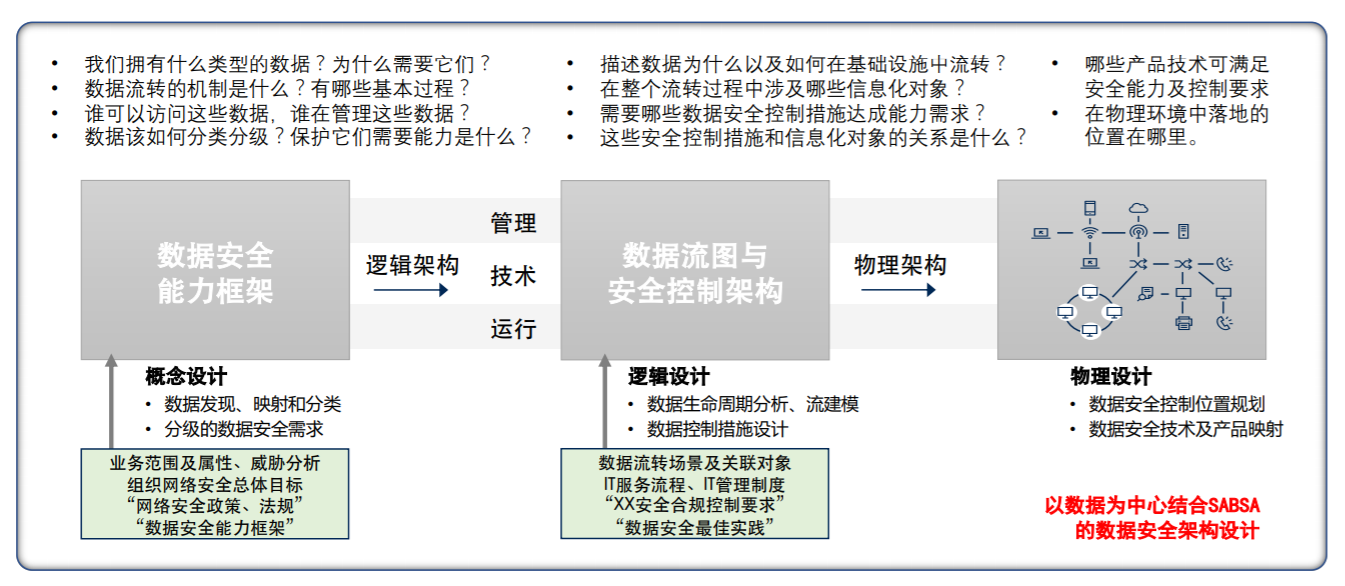 • 我们拥有什么类型的数据？为什么需要它们？
• 数据流转的机制是什么？有哪些基本过程？
• 谁可以访问这些数据，谁在管理这些数据？
• 数据该如何分类分级？保护它们需要能力是什么？
• 描述数据为什么以及如何在基础设施中流转？
• 在整个流转过程中涉及哪些信息化对象？
• 需要哪些数据安全控制措施达成能力需求？
• 这些安全控制措施和信息化对象的关系是什么？
• 哪些产品技术可满足
安全能力及控制要求
• 在物理环境中落地的
位置在哪里。
数据安全
能力框架
逻辑架构
管理
技术
运行
数据流图与
安全控制架构
物理架构
概念设计
• 数据发现、映射和分类
• 分级的数据安全需求
逻辑设计
• 数据生命周期分析、流建模
• 数据控制措施设计
物理设计
• 数据安全控制位置规划
• 数据安全技术及产品映射
业务范围及属性、威胁分析
组织网络安全总体目标
“网络安全政策、法规”
“数据安全能力框架”
数据流转场景及关联对象
IT服务流程、IT管理制度
“XX安全合规控制要求”
“数据安全最佳实践”
以数据为中心结合SABSA
的数据安全架构设计